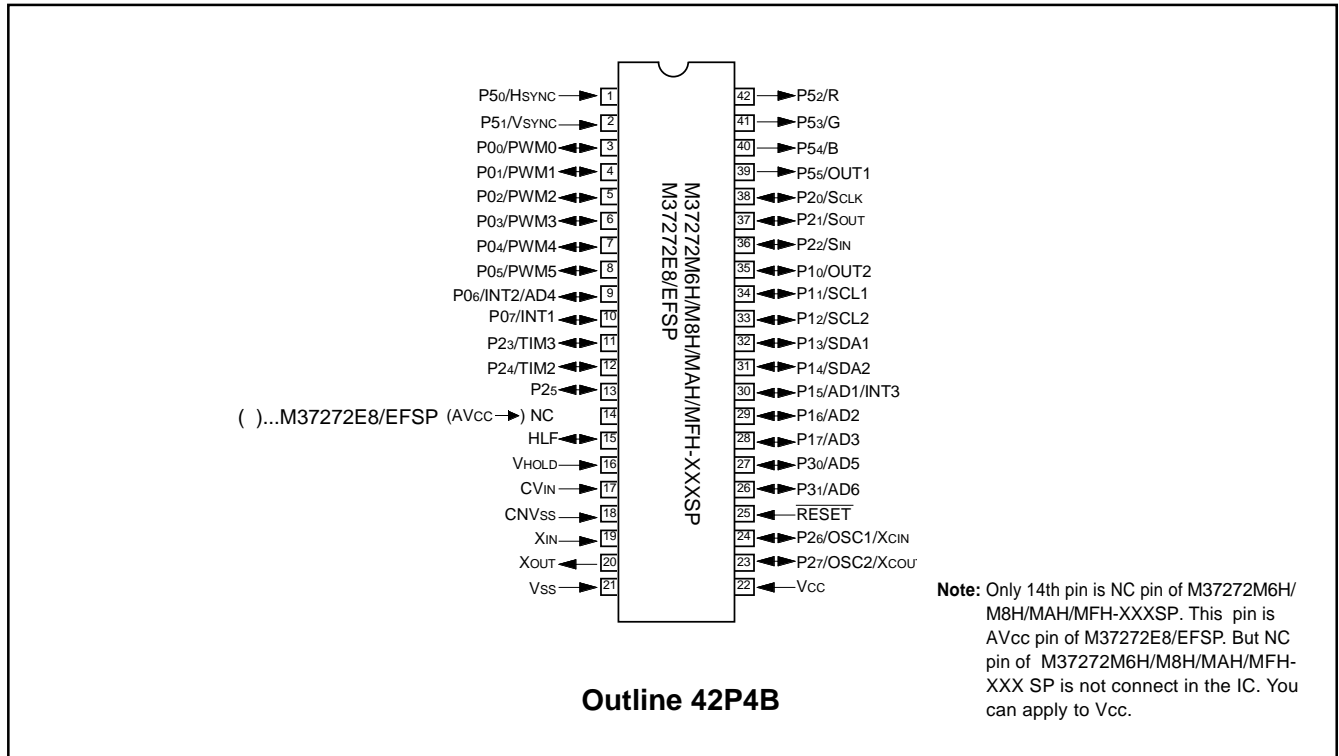 P50/HSYNC 1
P51/VSYNC 2
P00/PWM0 3
P01/PWM1 4
P02/PWM2 5
P03/PWM3 6
P04/PWM4 7
P05/PWM5 8
P06/INT2/AD4 9
P07/INT1 10
P23/TIM3 11
P24/TIM2 12
P25 13
( )...M37272E8/EFSP (AVCC ) NC 14
HLF 15
VHOLD 16
CVIN 17
CNVSS 18
XIN 19
XOUT 20
VSS 21
M37272M6H/M8H/MAH/MFH-XXXSP
M37272E8/EFSP
42 P52/R
41 P53/G
40 P54/B
39 P55/OUT1
38 P20/SCLK
37 P21/SOUT
36 P22/SIN
35 P10/OUT2
34 P11/SCL1
33 P12/SCL2
32 P13/SDA1
31 P14/SDA2
30 P15/AD1/INT3
29 P16/AD2
28 P17/AD3
27 P30/AD5
26 P31/AD6
25 RESET
24 P26/OSC1/XCIN
23 P27/OSC2/XCOU
22 VCC
Note: Only 14th pin is NC pin of M37272M6H/
M8H/MAH/MFH-XXXSP. This pin is
AVcc pin of M37272E8/EFSP. But NC
pin of M37272M6H/M8H/MAH/MFH-
XXX SP is not connect in the IC. You
can apply to Vcc.
Outline 42P4B